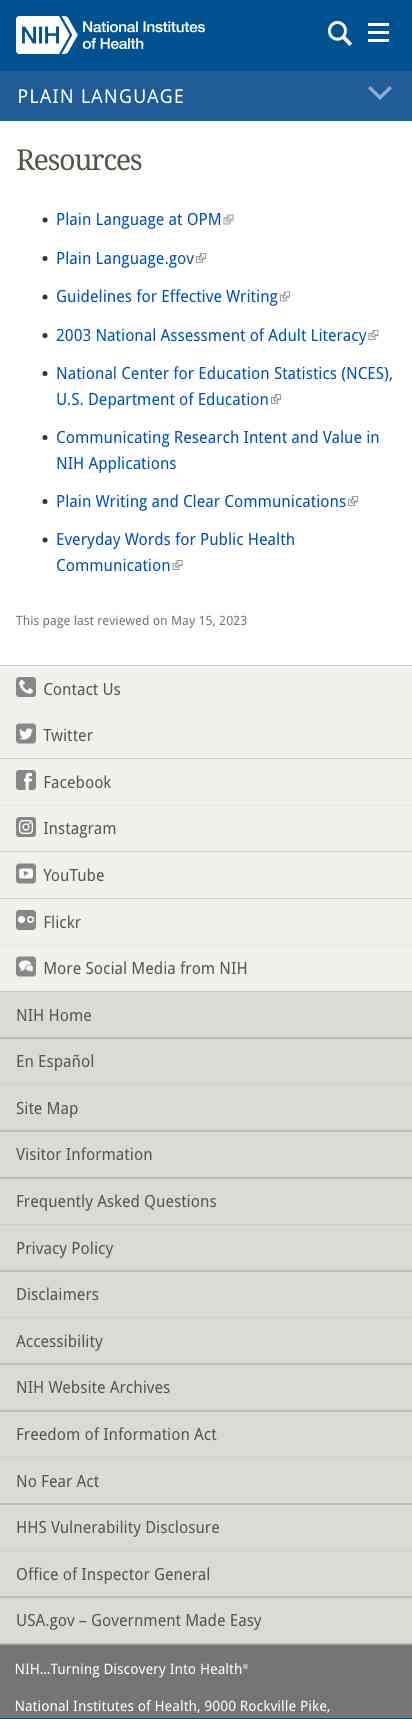 NIH National Institutes
of Health
PLAIN LANGUAGE
Resources
Plain Language at OPM
Plain Language.gov
Guidelines for Effective Writing
2003 National Assessment of Adult Literacy
National Center for Education Statistics (NCES),
U.S. Department of Education
Communicating Research Intent and Value in
NIH Applications
Plain Writing and Clear Communications
Everyday Words for Public Health
Communication
This page last reviewed on May 15, 2023
Contact Us
Twitter
Facebook
Instagram
YouTube
Flickr
More Social Media from NIH
NIH Home
En Español
Site Map
Visitor Information
Frequently Asked Questions
Privacy Policy
Disclaimers
Accessibility
NIH Website Archives
Freedom of Information Act
No Fear Act
HHS Vulnerability Disclosure
Office of Inspector General
USA.gov – Government Made Easy
NIH...Turning Discovery Into Health®
National Institutes of Health, 9000 Rockville Pike,